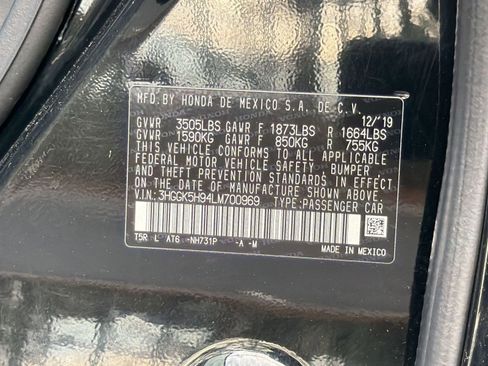 MFD. BY HONDA DE MEXICO S.A. DE C.V. 12/'19
GVWR 3505LBS GAWR F 1873LBS R 1664LBS
GVWR 1590KG GAWR F 850KG R 755KG
THIS VEHICLE CONFORMS TO ALL APPLICABLE
FEDERAL MOTOR VEHICLE SAFETY, BUMPER
AND THEFT PREVENTION STANDARDS IN EFFECT
ON THE DATE OF MANUFACTURE SHOWN ABOVE.
V.I.N.:3HGGK5H94LM700969 TYPE:PASSENGER CAR
T5R L AT6 NH731P -A -M MADE IN MEXICO